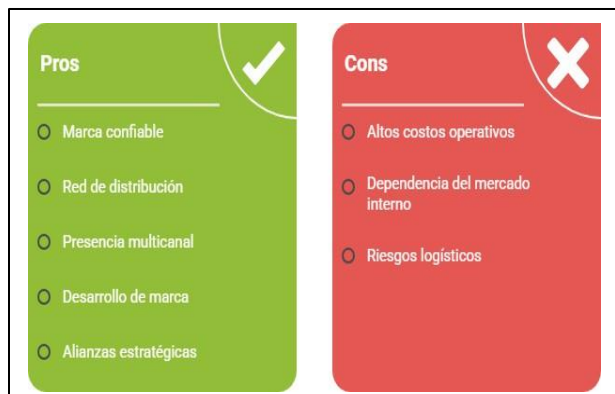 Pros
Marca confiable
Red de distribución
Presencia multicanal
Desarrollo de marca
Alianzas estratégicas
Cons
Altos costos operativos
Dependencia del mercado
interno
Riesgos logísticos